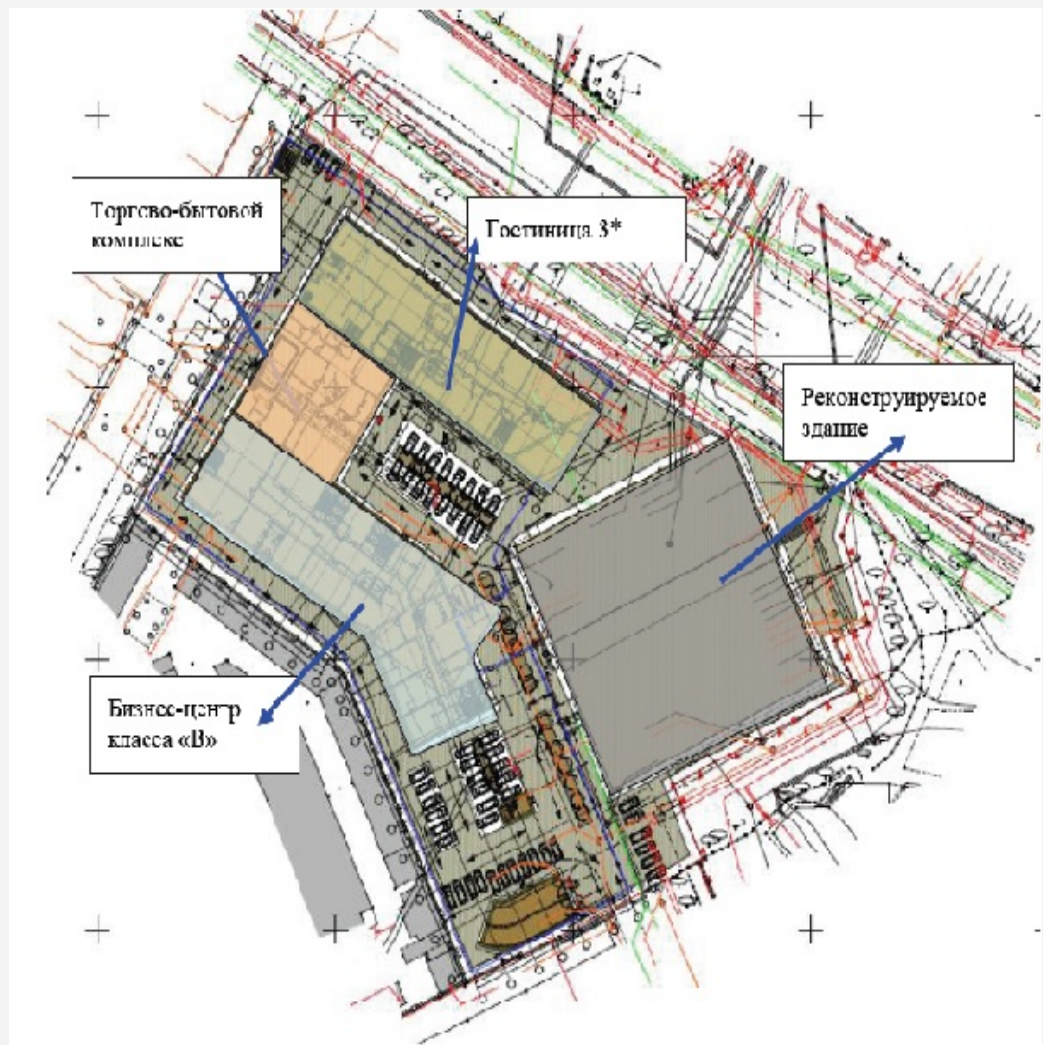 Торгово-бытовой
комплекс
Гостиница 3*
Реконструируемое
здание
Бизнес-центр
класса «В»